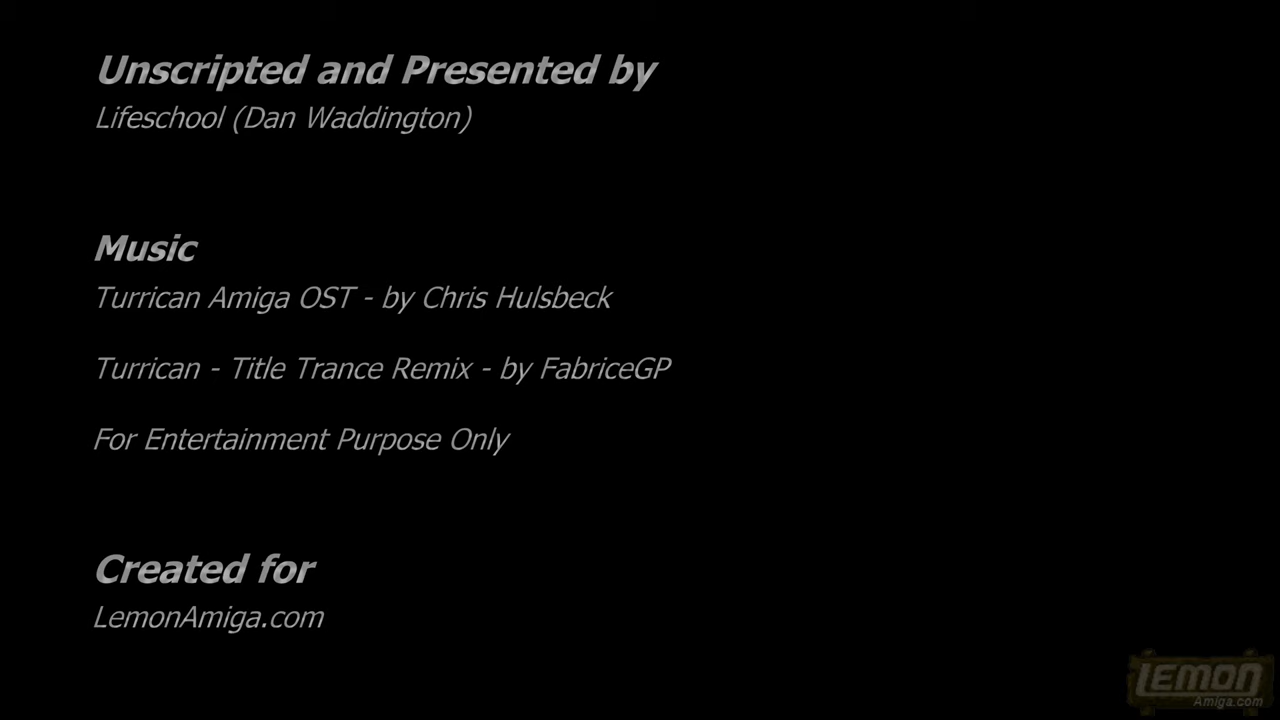 Unscripted and Presented by
Lifeschool (Dan Waddington)
Music
Turrican Amiga OST - by Chris Hulsbeck
Turrican - Title Trance Remix - by FabriceGP
For Entertainment Purpose Only
Created for
LemonAmiga.com
LEMON
Amiga.com